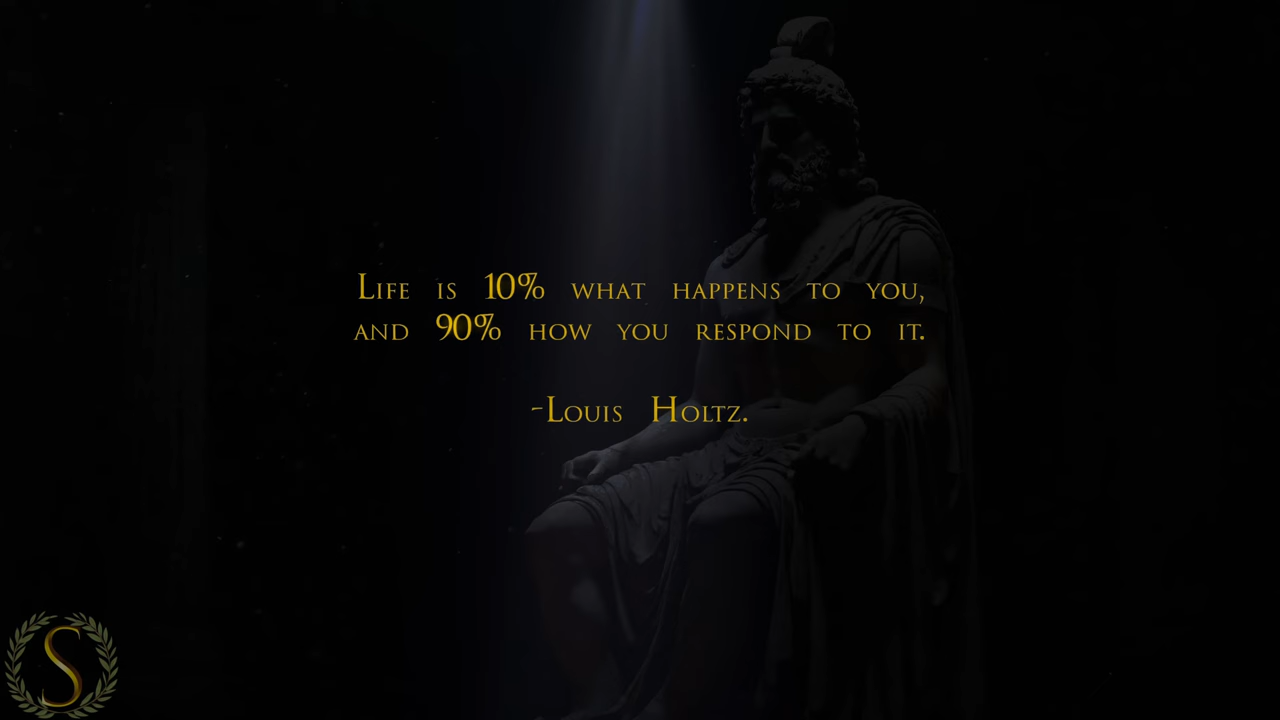 Life is 10% what happens to you,
and 90% how you respond to it.
-Louis Holtz.
S